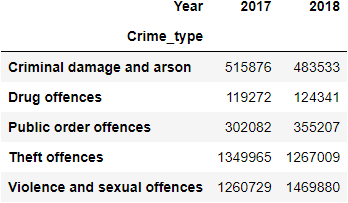 Year 2017 2018
Crime_type
Criminal damage and arson 515876 483533
Drug offences 119272 124341
Public order offences 302082 355207
Theft offences 1349965 1267009
Violence and sexual offences 1260729 1469880